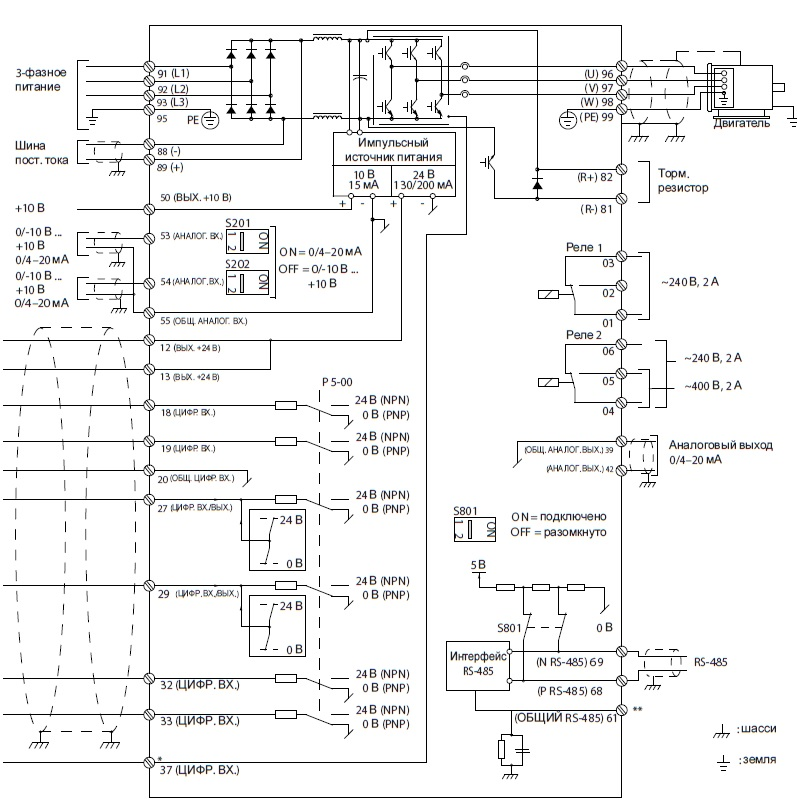 3-фазное
питание
91 (L1)
92 (L2)
93 (L3)
95
PE
Шина
пост. тока
88 (-)
89 (+)
Импульсный
источник питания
10 В
15 мА
24 В
130/200 мА
+
-
+
-
(U) 96
(V) 97
(W) 98
(PE) 99
Двигатель
(R+) 82
(R-) 81
Торм.
резистор
+10 В
50 (ВЫХ. +10 В)
0/-10 В ...
+10 В
0/4–20 мА
53 (АНАЛОГ. ВХ.)
S201
1 2
ON
0/-10 В ...
+10 В
0/4–20 мА
54 (АНАЛОГ. ВХ.)
S202
1 2
ON
ON = 0/4–20 мА
OFF = 0/-10 В ...
+10 В
55 (ОБЩ. АНАЛОГ. ВХ.)
12 (ВЫХ. +24 В)
13 (ВЫХ. +24 В)
Реле 1
03
02
01
~240 В, 2 А
Реле 2
06
05
04
~240 В, 2 А
~400 В, 2 А
P 5-00
18 (ЦИФР. ВХ.)
24 В (NPN)
0 В (PNP)
19 (ЦИФР. ВХ.)
24 В (NPN)
0 В (PNP)
20 (ОБЩ. ЦИФР. ВХ.)
27 (ЦИФР. ВХ./ВЫХ.)
24 В (NPN)
0 В (PNP)
24 В
0 В
29 (ЦИФР. ВХ./ВЫХ.)
24 В (NPN)
0 В (PNP)
24 В
0 В
32 (ЦИФР. ВХ.)
24 В (NPN)
0 В (PNP)
33 (ЦИФР. ВХ.)
24 В (NPN)
0 В (PNP)
*
37 (ЦИФР. ВХ.)
(ОБЩ. АНАЛОГ.ВЫХ.) 39
(АНАЛОГ.ВЫХ.) 42
Аналоговый выход
0/4–20 мА
S801
1 2
ON
ON = подключено
OFF = разомкнуто
5 В
S801
0 В
Интерфейс
RS-485
(N RS-485) 69
(P RS-485) 68
(ОБЩИЙ RS-485) 61
RS-485
**
: шасси
: земля